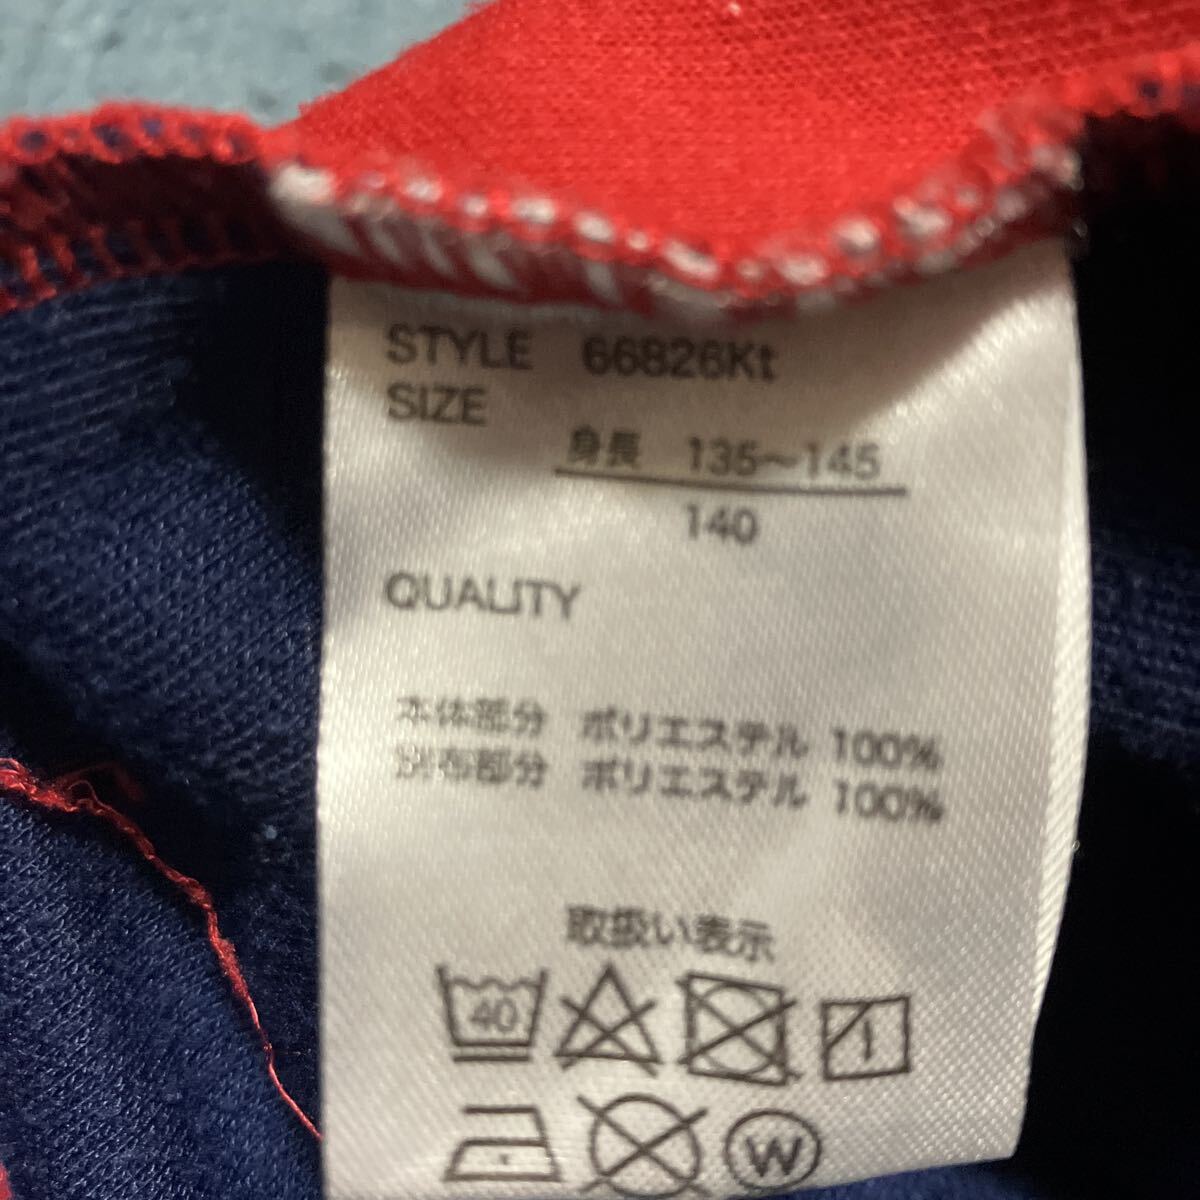 STYLE 66826Kt
SIZE
身長 135〜145
140
QUALITY
本体部分 ポリエステル 100%
別布部分 ポリエステル 100%
取扱い表示
40
W